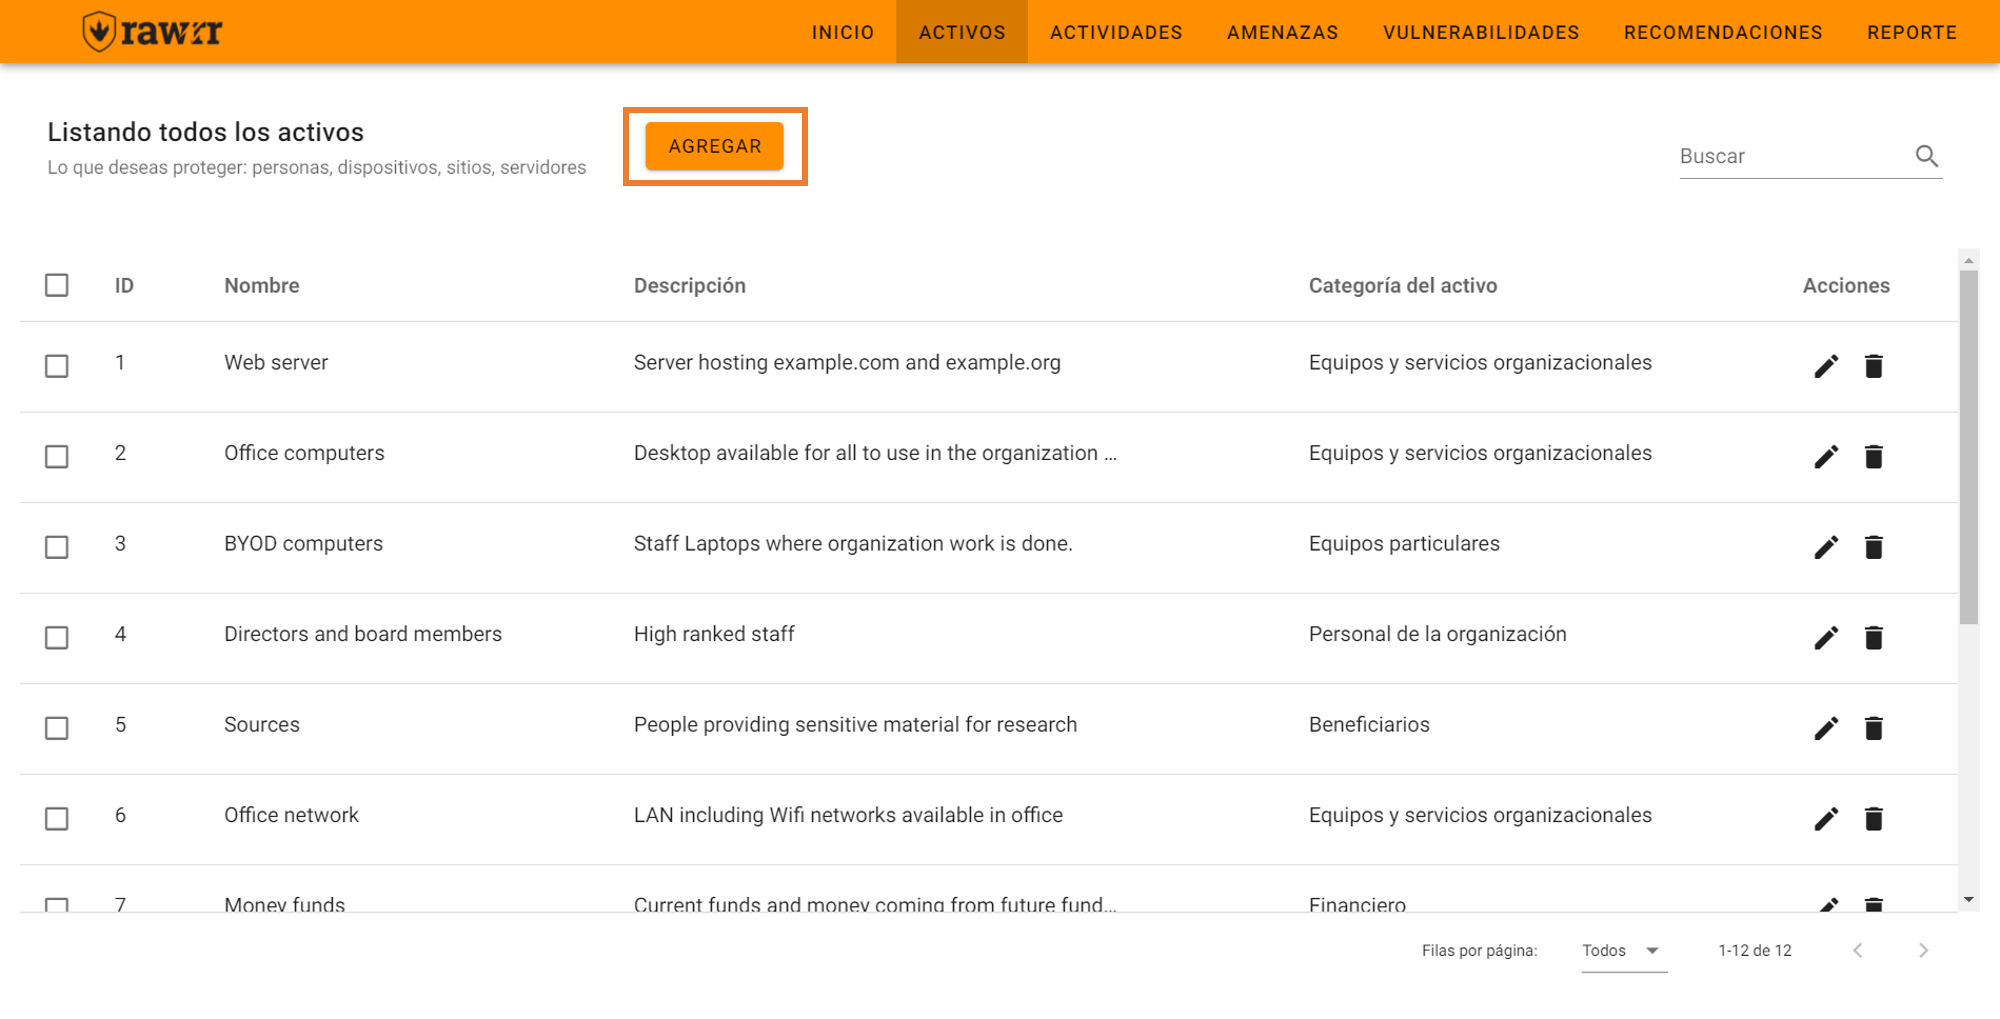 rawrr
INICIO ACTIVOS ACTIVIDADES AMENAZAS VULNERABILIDADES RECOMENDACIONES REPORTE
Listando todos los activos
Lo que deseas proteger: personas, dispositivos, sitios, servidores
AGREGAR
Buscar
ID Nombre Descripción Categoría del activo Acciones
1 Web server Server hosting example.com and example.org Equipos y servicios organizacionales
2 Office computers Desktop available for all to use in the organization ... Equipos y servicios organizacionales
3 BYOD computers Staff Laptops where organization work is done. Equipos particulares
4 Directors and board members High ranked staff Personal de la organización
5 Sources People providing sensitive material for research Beneficiarios
6 Office network LAN including Wifi networks available in office Equipos y servicios organizacionales
7 Money funds Current funds and money coming from future fund... Financiero
Filas por página: Todos 1-12 de 12